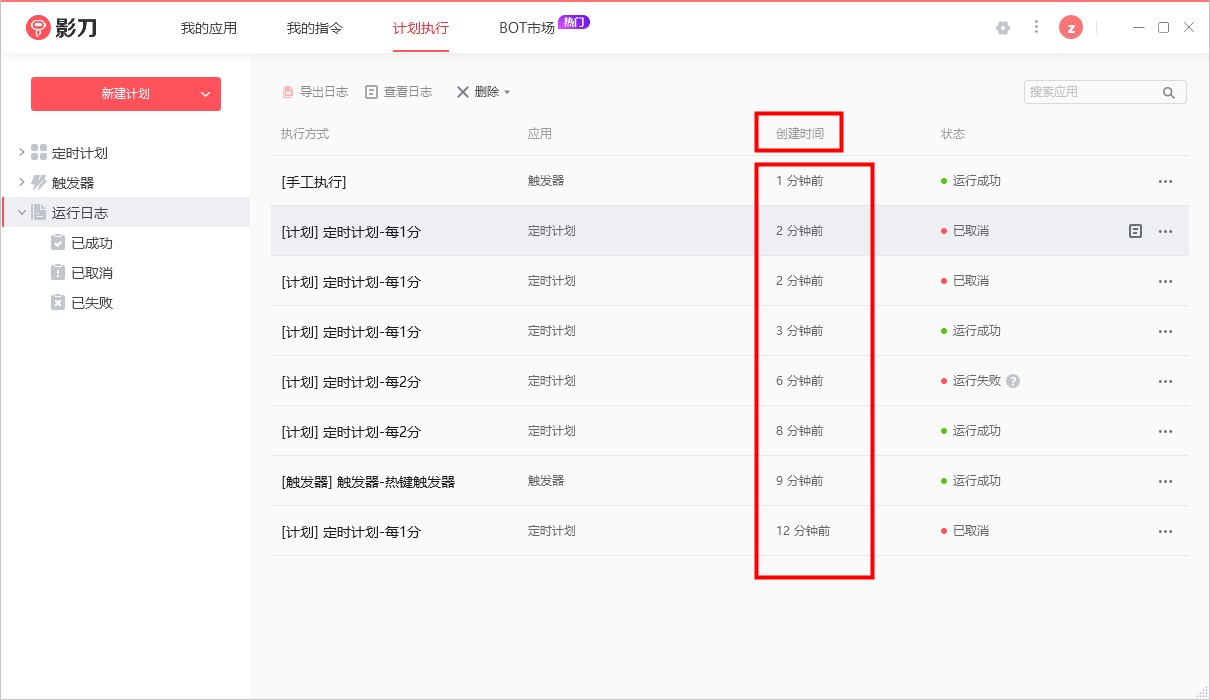 影刀 我的应用 我的指令 计划执行 BOT市场 热门 z
新建计划 导出日志 查看日志 删除 搜索应用
执行方式 应用 创建时间 状态
定时计划
触发器
运行日志
已成功
已取消
已失败
[手工执行] 触发器 1 分钟前 运行成功
[计划] 定时计划-每1分 定时计划 2 分钟前 已取消
[计划] 定时计划-每1分 定时计划 2 分钟前 已取消
[计划] 定时计划-每1分 定时计划 3 分钟前 运行成功
[计划] 定时计划-每2分 定时计划 6 分钟前 运行失败 ?
[计划] 定时计划-每2分 定时计划 8 分钟前 运行成功
[触发器] 触发器-热键触发器 触发器 9 分钟前 运行成功
[计划] 定时计划-每1分 定时计划 12 分钟前 已取消